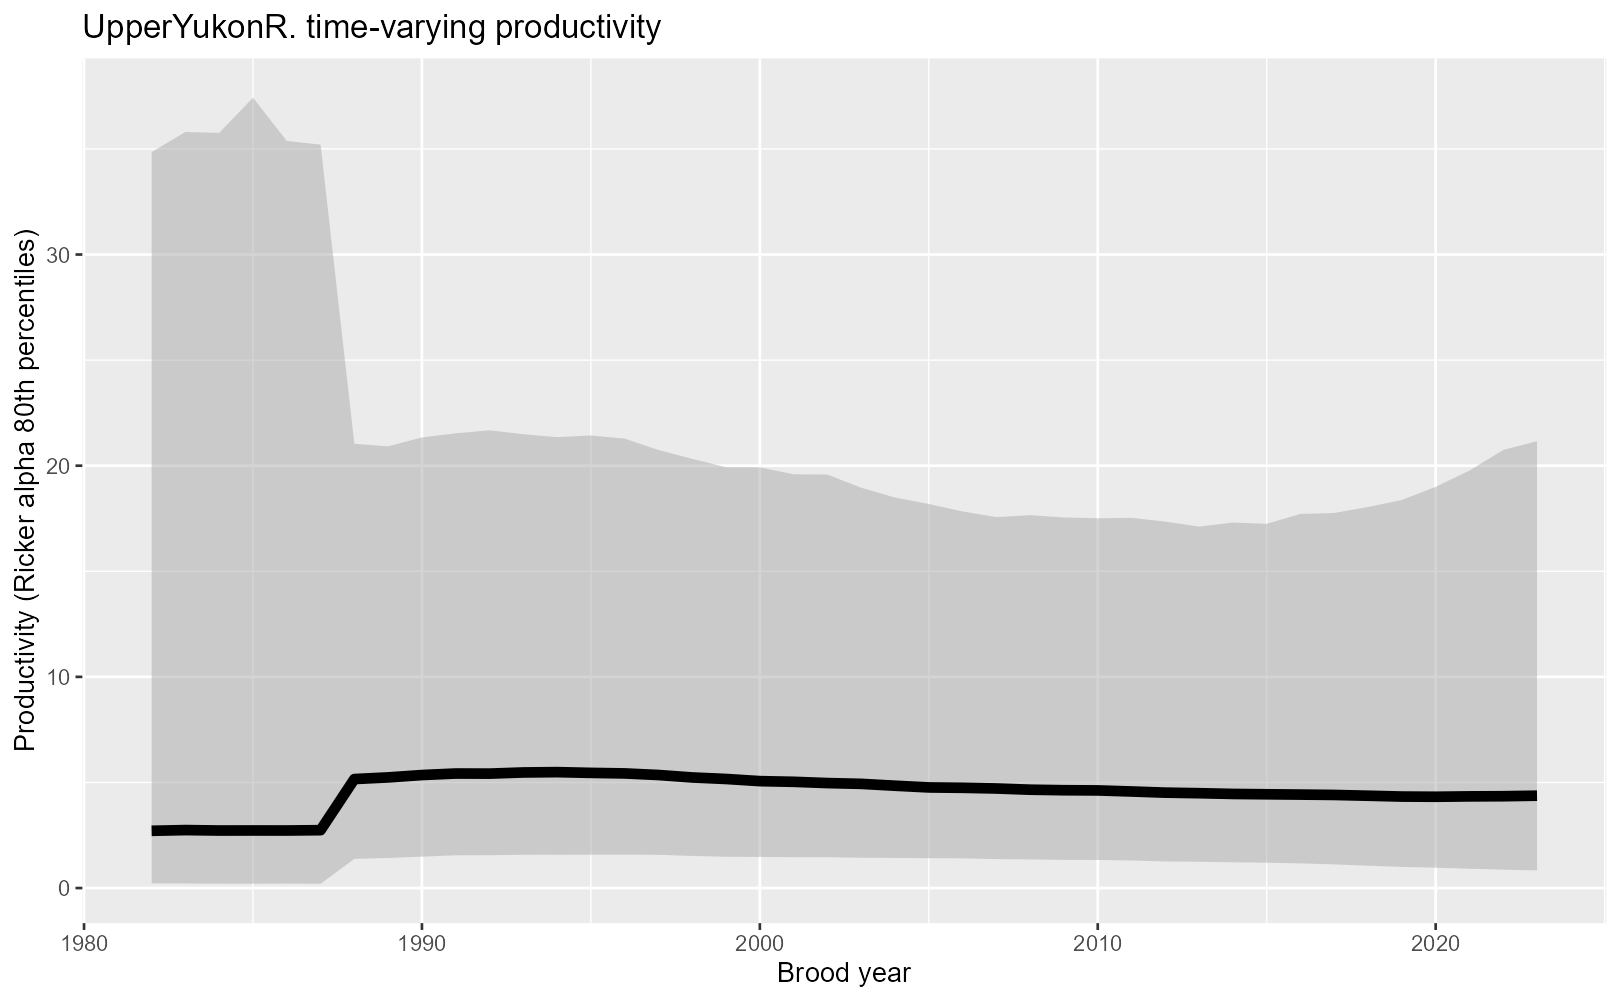 UpperYukonR. time-varying productivity
Productivity (Ricker alpha 80th percentiles)
30
20
10
0
1980 1990 2000 2010 2020
Brood year